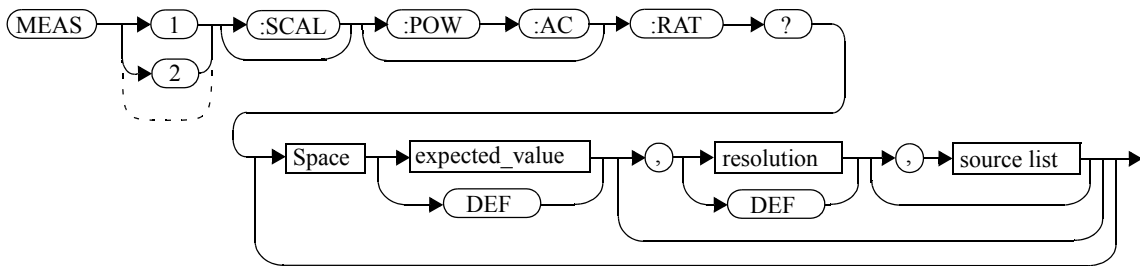 MEAS 1 :SCAL :POW :AC :RAT ?
2
Space expected_value , resolution , source list
DEF DEF